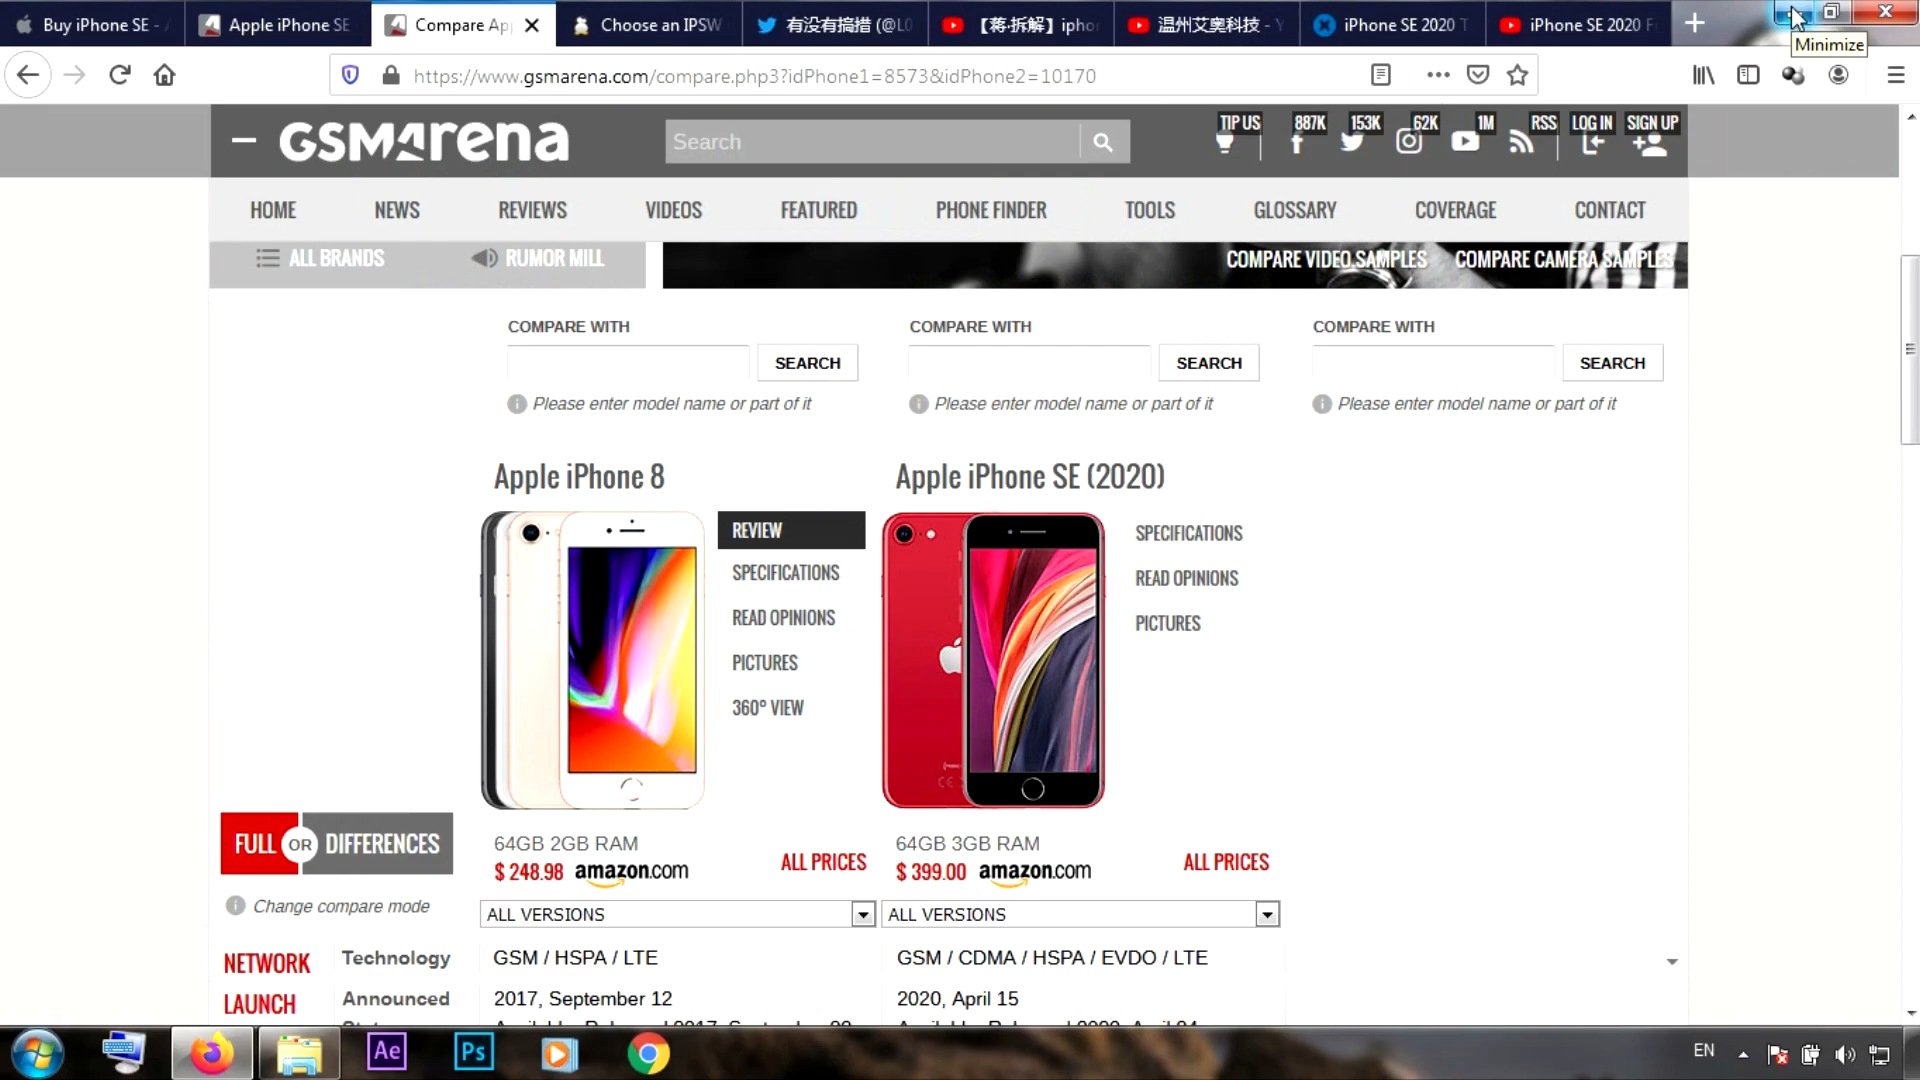 Buy iPhone SE - A
Apple iPhone SE
Compare App
Choose an IPSW
有没有搞措 (@L0
【蒋·拆解】ipho
温州艾奥科技 - Y
iPhone SE 2020 T
iPhone SE 2020 F
Minimize
https://www.gsmarena.com/compare.php3?idPhone1=8573&idPhone2=10170
GSMArena
Search
TIP US
887K
153K
62K
1M
RSS
LOG IN
SIGN UP
HOME
NEWS
REVIEWS
VIDEOS
FEATURED
PHONE FINDER
TOOLS
GLOSSARY
COVERAGE
CONTACT
ALL BRANDS
RUMOR MILL
COMPARE VIDEO SAMPLES
COMPARE CAMERA SAMPLES
COMPARE WITH
COMPARE WITH
COMPARE WITH
SEARCH
SEARCH
SEARCH
Please enter model name or part of it
Please enter model name or part of it
Please enter model name or part of it
Apple iPhone 8
Apple iPhone SE (2020)
REVIEW
SPECIFICATIONS
READ OPINIONS
PICTURES
360° VIEW
SPECIFICATIONS
READ OPINIONS
PICTURES
FULL OR DIFFERENCES
Change compare mode
64GB 2GB RAM
$ 248.98 amazon.com
ALL PRICES
64GB 3GB RAM
$ 399.00 amazon.com
ALL PRICES
ALL VERSIONS
ALL VERSIONS
NETWORK
Technology
GSM / HSPA / LTE
GSM / CDMA / HSPA / EVDO / LTE
LAUNCH
Announced
2017, September 12
2020, April 15
Ae
Ps
EN